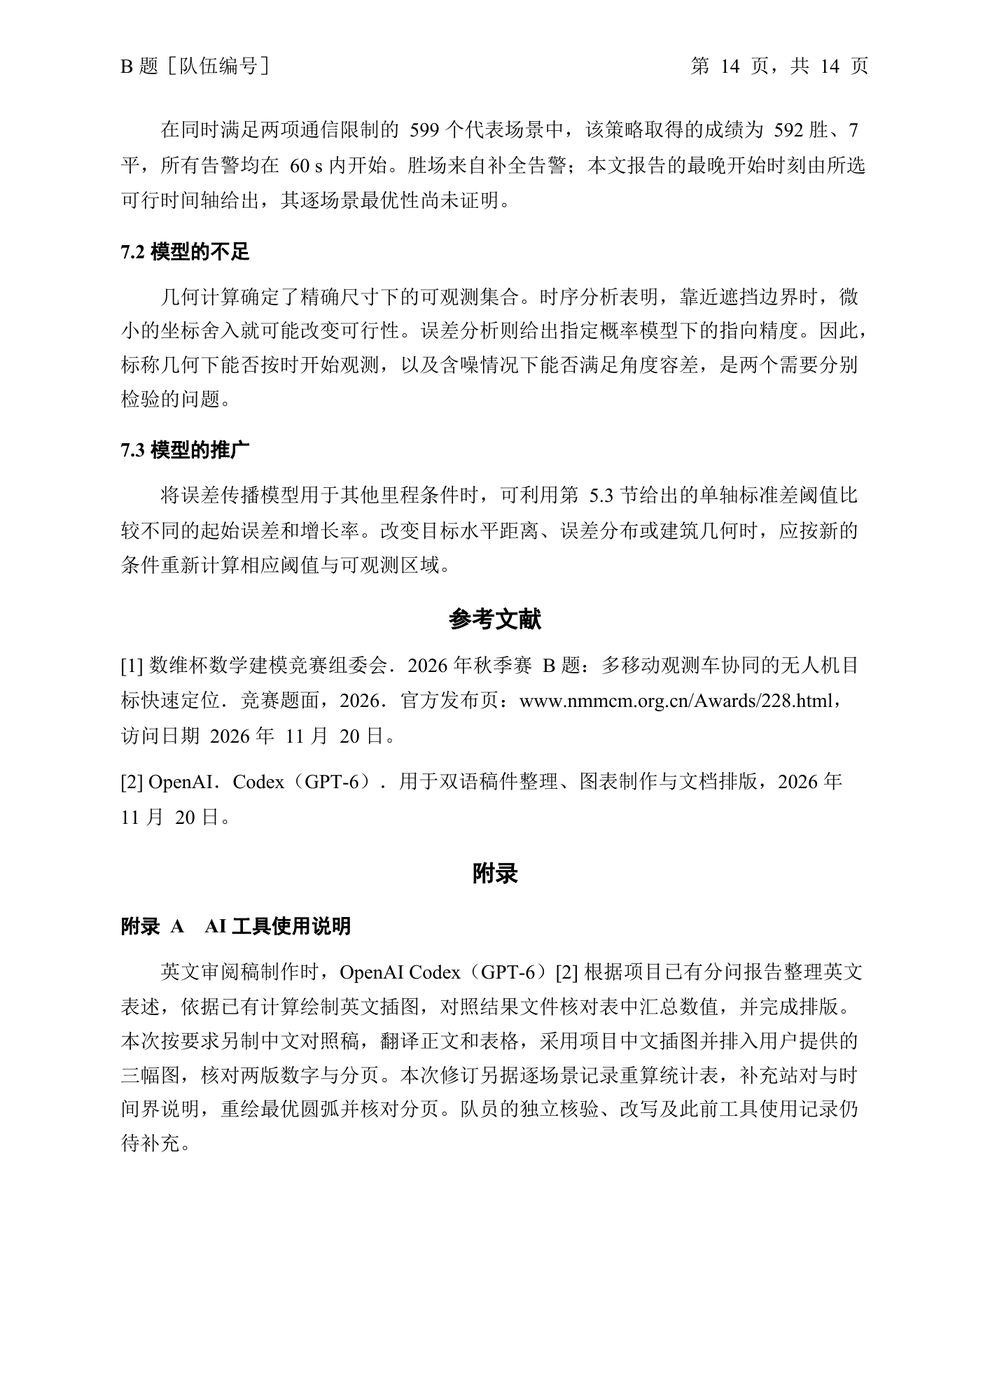 B 题［队伍编号］ 第 14 页，共 14 页
在同时满足两项通信限制的 599 个代表场景中，该策略取得的成绩为 592 胜、7
平，所有告警均在 60 s 内开始。胜场来自补全告警；本文报告的最晚开始时刻由所选
可行时间轴给出，其逐场景最优性尚未证明。
7.2 模型的不足
几何计算确定了精确尺寸下的可观测集合。时序分析表明，靠近遮挡边界时，微
小的坐标舍入就可能改变可行性。误差分析则给出指定概率模型下的指向精度。因此，
标称几何下能否按时开始观测，以及含噪情况下能否满足角度容差，是两个需要分别
检验的问题。
7.3 模型的推广
将误差传播模型用于其他里程条件时，可利用第 5.3 节给出的单轴标准差阈值比
较不同的起始误差和增长率。改变目标水平距离、误差分布或建筑几何时，应按新的
条件重新计算相应阈值与可观测区域。
参考文献
[1] 数维杯数学建模竞赛组委会．2026 年秋季赛 B 题：多移动观测车协同的无人机目
标快速定位．竞赛题面，2026．官方发布页：www.nmmcm.org.cn/Awards/228.html，
访问日期 2026 年 11 月 20 日。
[2] OpenAI．Codex（GPT-6）．用于双语稿件整理、图表制作与文档排版，2026 年
11 月 20 日。
附录
附录 A AI 工具使用说明
英文审阅稿制作时，OpenAI Codex（GPT-6）[2] 根据项目已有分问报告整理英文
表述，依据已有计算绘制英文插图，对照结果文件核对表中汇总数值，并完成排版。
本次按要求另制中文对照稿，翻译正文和表格，采用项目中文插图并排入用户提供的
三幅图，核对两版数字与分页。本次修订另据逐场景记录重算统计表，补充站对与时
间界说明，重绘最优圆弧并核对分页。队员的独立核验、改写及此前工具使用记录仍
待补充。